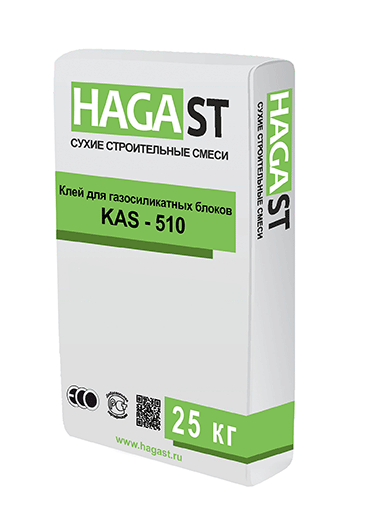 HAGAST
СУХИЕ СТРОИТЕЛЬНЫЕ СМЕСИ
Клей для газосиликатных блоков
KAS - 510
ECO
25 кг
www.hagast.ru
HAGAST
СУХИЕ СТРОИТЕЛЬНЫЕ СМЕСИ